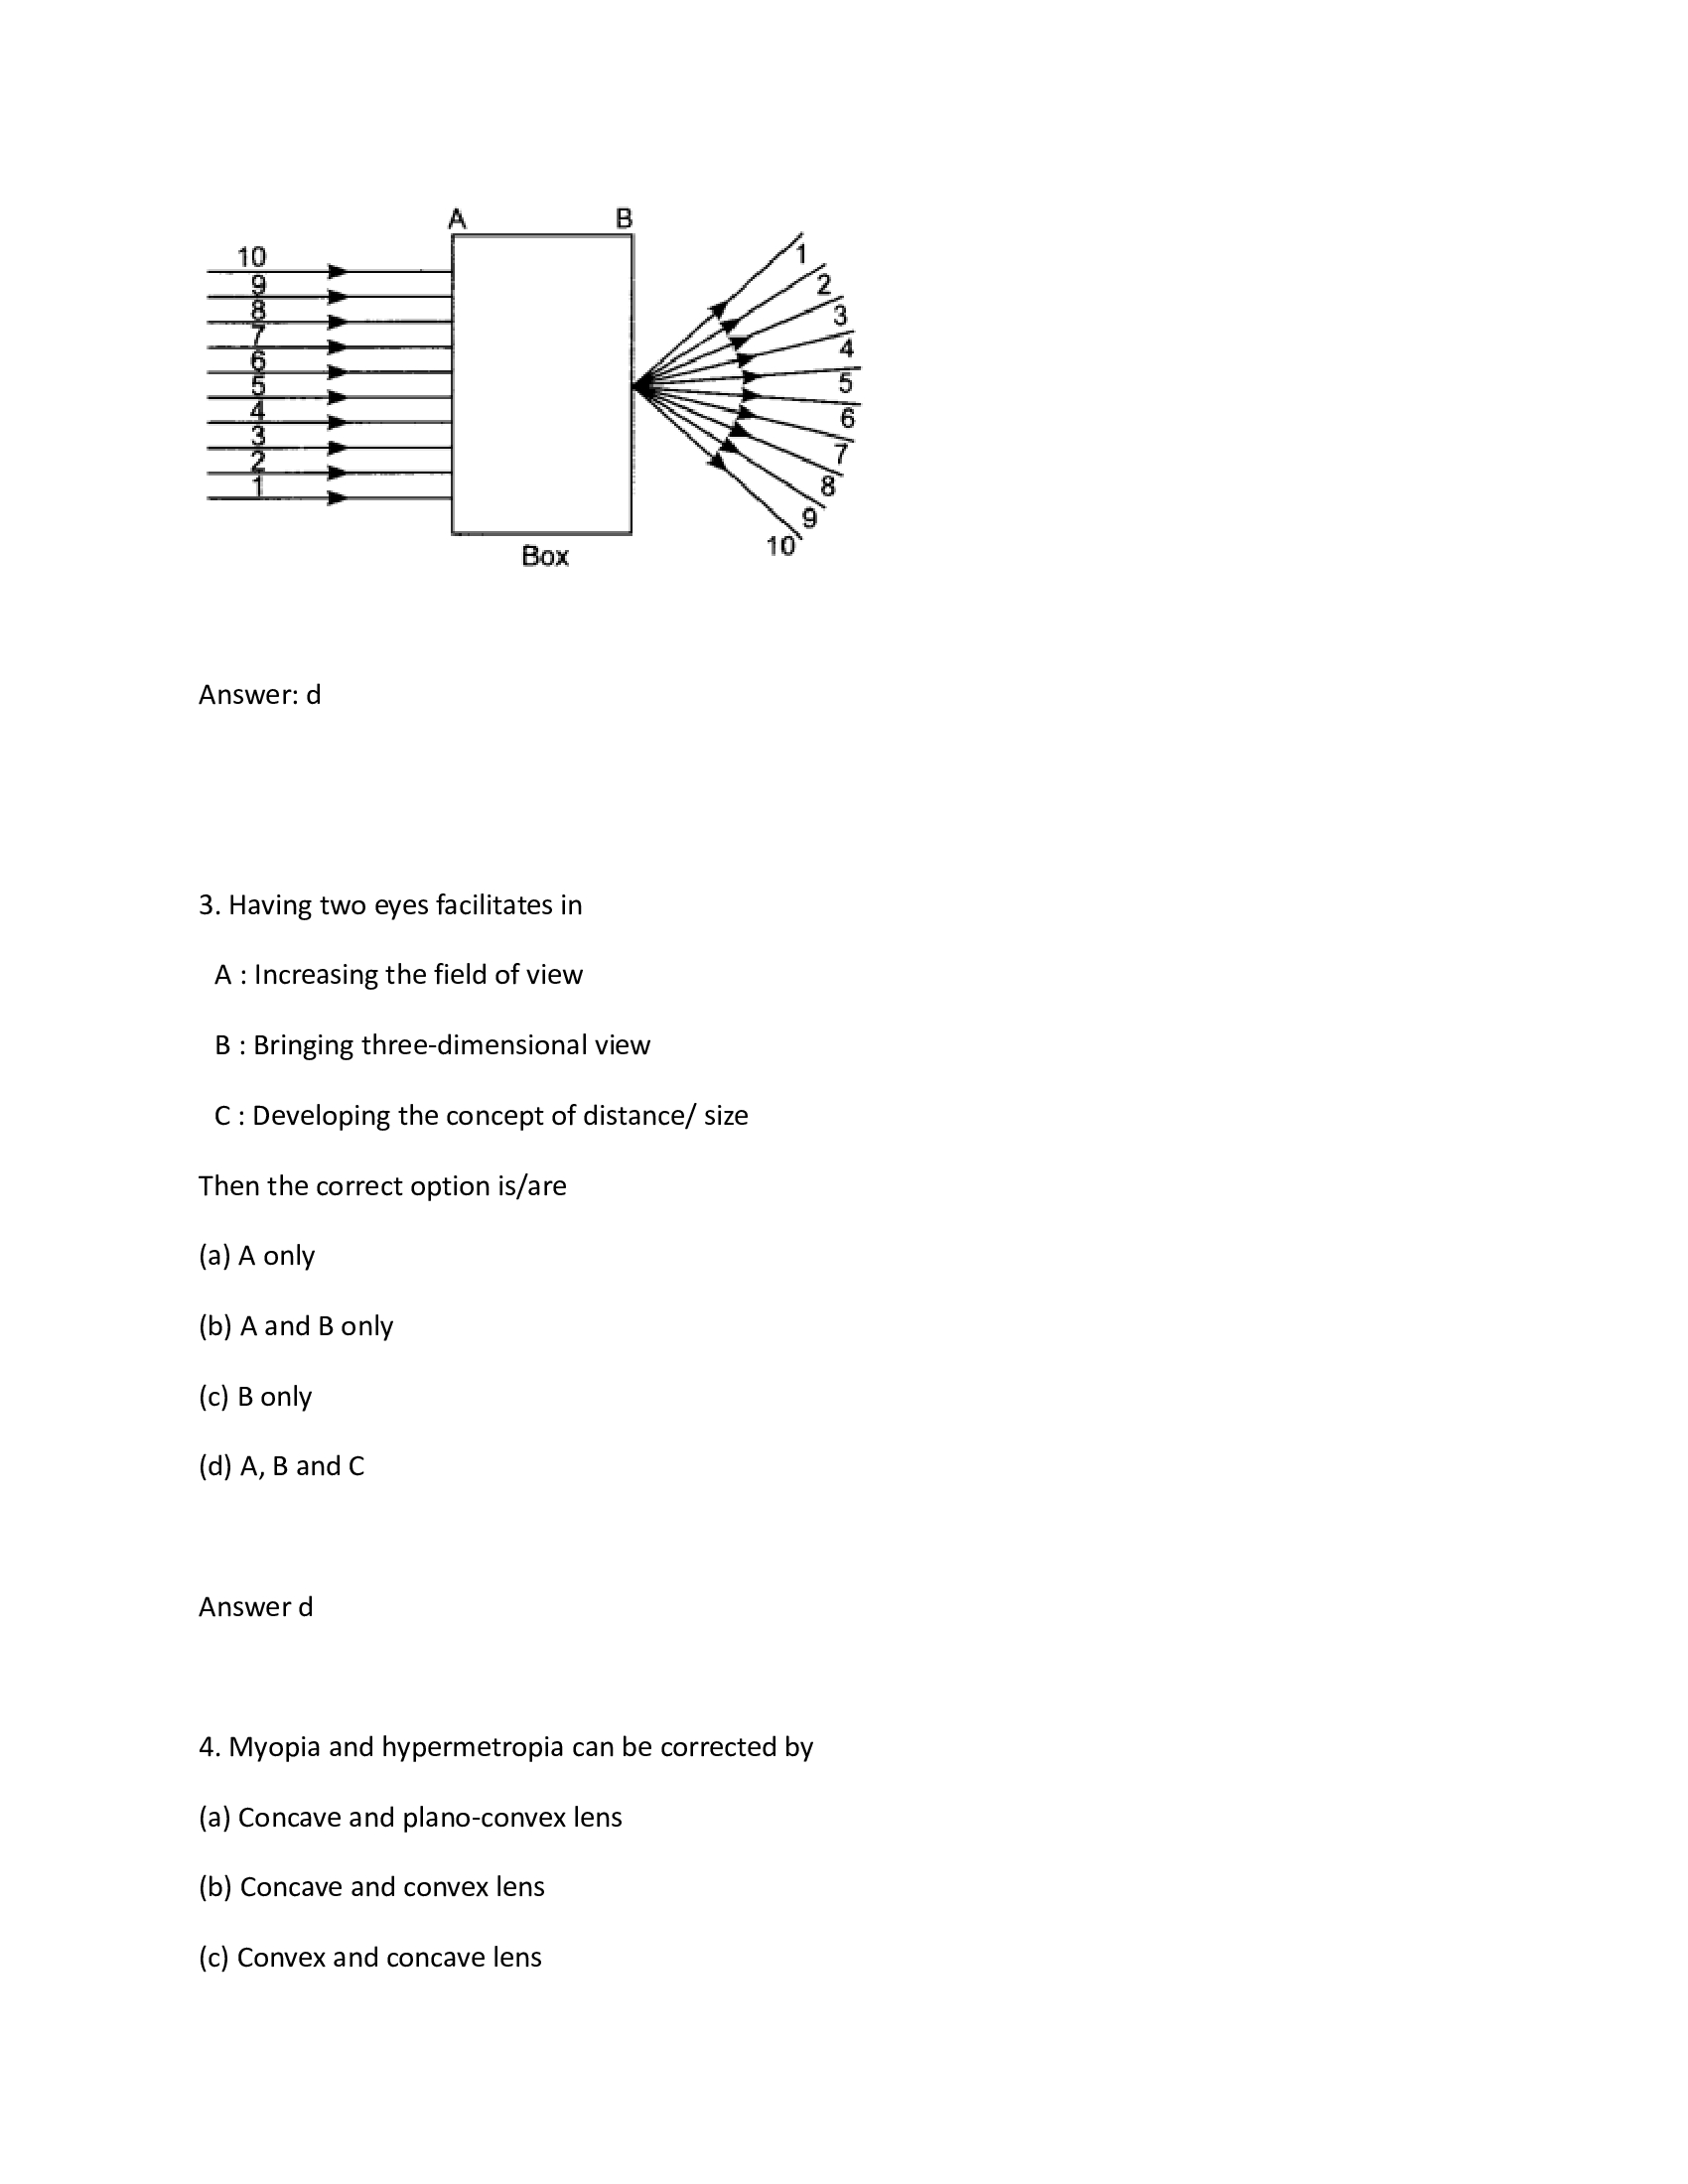 A B
10
9
8
7
6
5
4
3
2
1
1
2
3
4
5
6
7
8
9
10
Box
Answer: d
3. Having two eyes facilitates in
A : Increasing the field of view
B : Bringing three-dimensional view
C : Developing the concept of distance/ size
Then the correct option is/are
(a) A only
(b) A and B only
(c) B only
(d) A, B and C
Answer d
4. Myopia and hypermetropia can be corrected by
(a) Concave and plano-convex lens
(b) Concave and convex lens
(c) Convex and concave lens